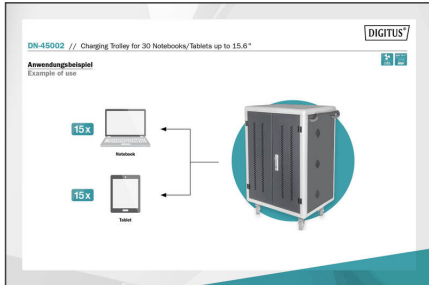 DIGITUS®
DN-45002 // Charging Trolley for 30 Notebooks/Tablets up to 15.6"
Anwendungsbeispiel
Example of use
15x
Notebook
15x
Tablet